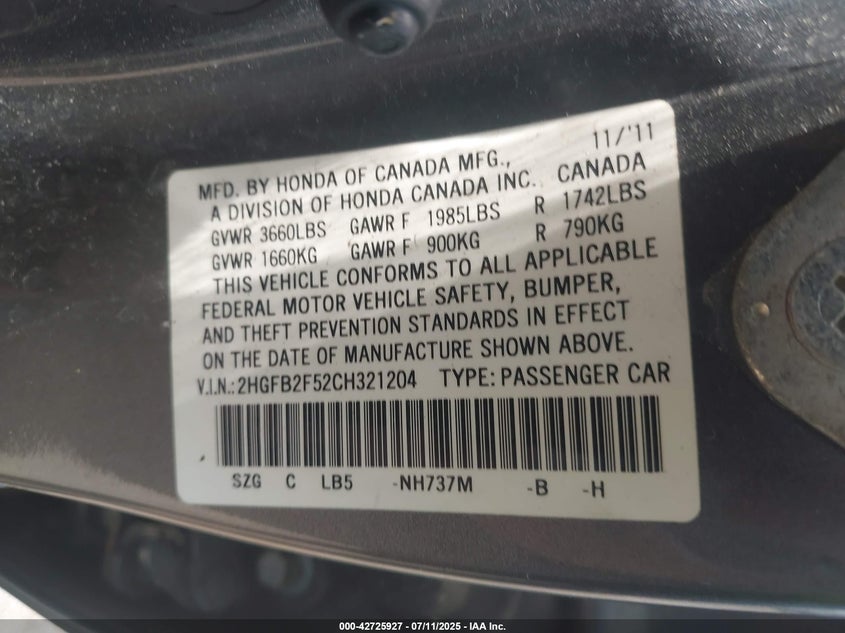 11/'11
MFD. BY HONDA OF CANADA MFG.,
A DIVISION OF HONDA CANADA INC. CANADA
GVWR 3660LBS GAWR F 1985LBS R 1742LBS
GVWR 1660KG GAWR F 900KG R 790KG
THIS VEHICLE CONFORMS TO ALL APPLICABLE
FEDERAL MOTOR VEHICLE SAFETY, BUMPER,
AND THEFT PREVENTION STANDARDS IN EFFECT
ON THE DATE OF MANUFACTURE SHOWN ABOVE.
V.I.N.: 2HGFB2F52CH321204 TYPE: PASSENGER CAR
SZG C LB5 -NH737M -B -H
000-42725927 - 07/11/2025 - IAA Inc.